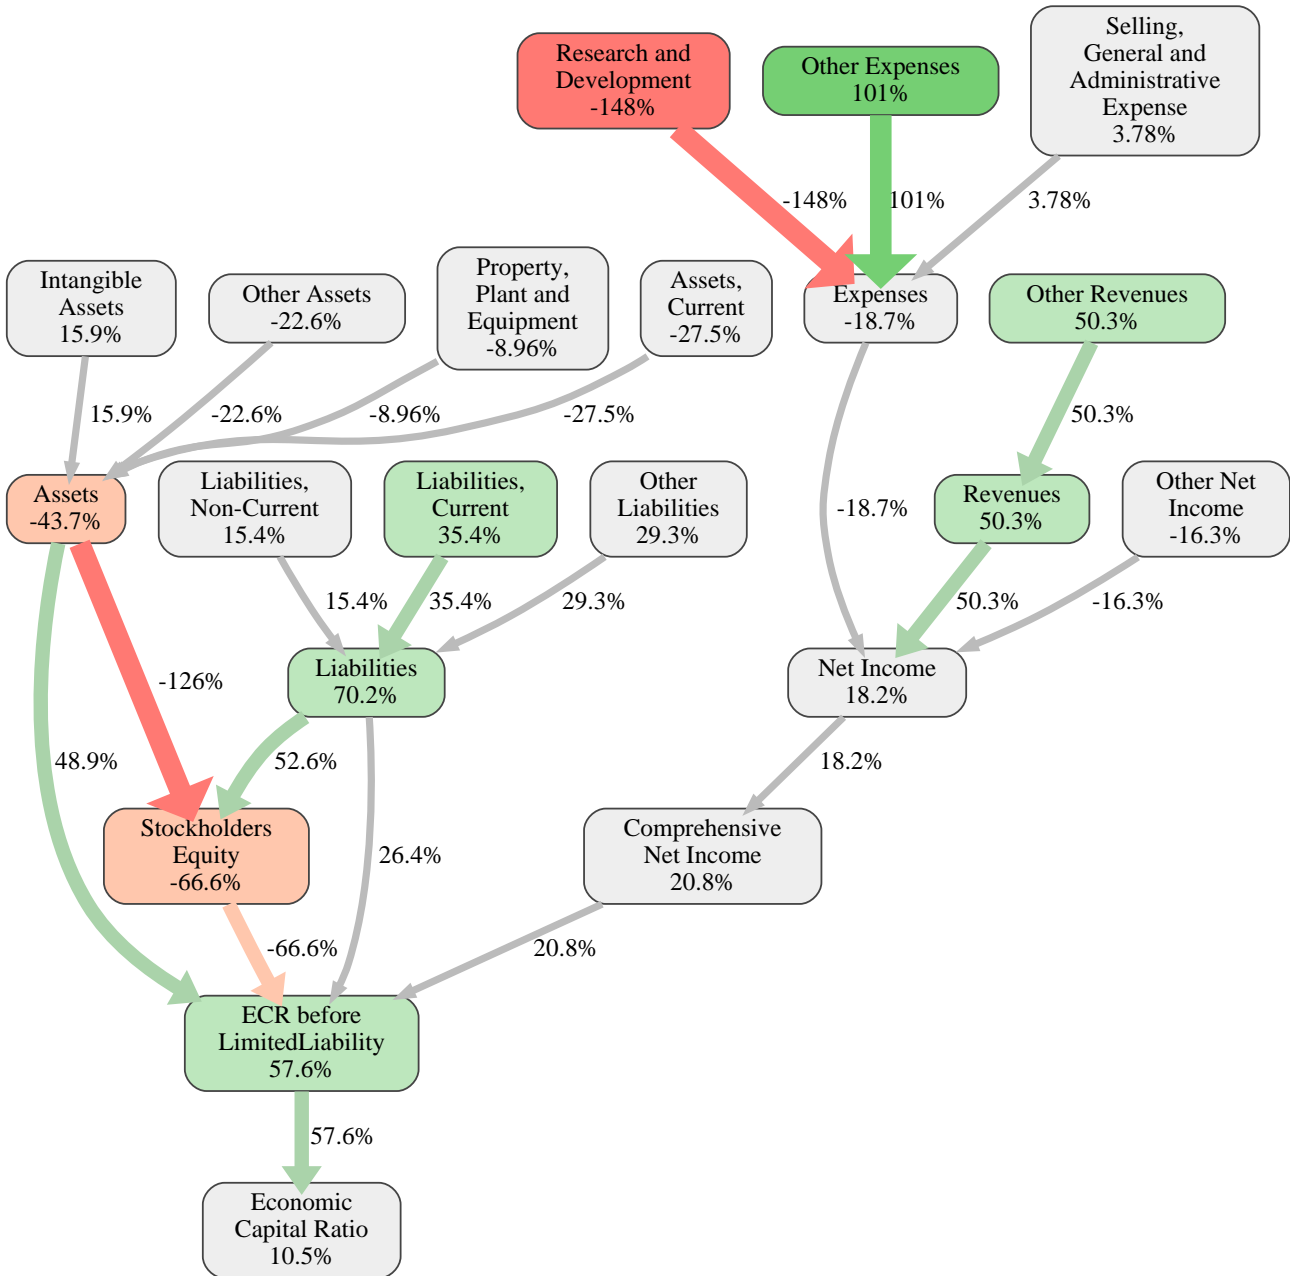 Research and
Development
-148%
Other Expenses
101%
Selling,
General and
Administrative
Expense
3.78%
-148%
101%
3.78%
Intangible
Assets
15.9%
Other Assets
-22.6%
Property,
Plant and
Equipment
-8.96%
Assets,
Current
-27.5%
Expenses
-18.7%
Other Revenues
50.3%
15.9%
-22.6%
-8.96%
-27.5%
50.3%
Assets
-43.7%
Liabilities,
Non-Current
15.4%
Liabilities,
Current
35.4%
Other
Liabilities
29.3%
-18.7%
Revenues
50.3%
Other Net
Income
-16.3%
15.4%
35.4%
29.3%
50.3%
-16.3%
Liabilities
70.2%
Net Income
18.2%
-126%
48.9%
52.6%
18.2%
Stockholders
Equity
-66.6%
26.4%
Comprehensive
Net Income
20.8%
-66.6%
20.8%
ECR before
LimitedLiability
57.6%
57.6%
Economic
Capital Ratio
10.5%